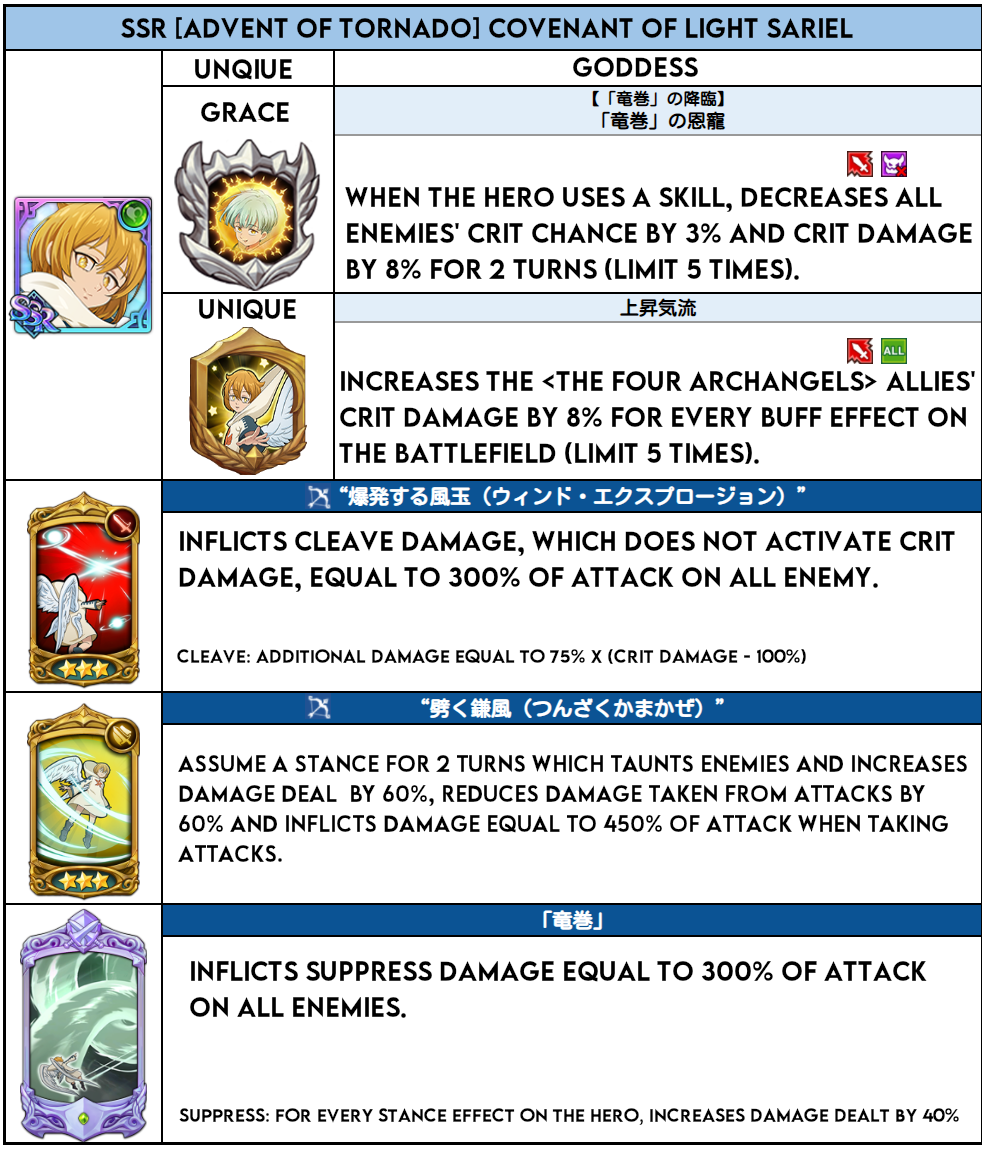 SSR [ADVENT OF TORNADO] COVENANT OF LIGHT SARIEL
UNQIUE
GODDESS
GRACE
【「竜巻」の降臨】
「竜巻」の恩寵
WHEN THE HERO USES A SKILL, DECREASES ALL
ENEMIES' CRIT CHANCE BY 3% AND CRIT DAMAGE
BY 8% FOR 2 TURNS (LIMIT 5 TIMES).
SSR
UNIQUE
上昇気流
ALL
INCREASES THE <THE FOUR ARCHANGELS> ALLIES'
CRIT DAMAGE BY 8% FOR EVERY BUFF EFFECT ON
THE BATTLEFIELD (LIMIT 5 TIMES).
“爆発する風玉（ウィンド・エクスプロージョン）”
INFLICTS CLEAVE DAMAGE, WHICH DOES NOT ACTIVATE CRIT
DAMAGE, EQUAL TO 300% OF ATTACK ON ALL ENEMY.
CLEAVE: ADDITIONAL DAMAGE EQUAL TO 75% X (CRIT DAMAGE - 100%)
“劈く鎌風（つんざくかまかぜ）”
ASSUME A STANCE FOR 2 TURNS WHICH TAUNTS ENEMIES AND INCREASES
DAMAGE DEAL BY 60%, REDUCES DAMAGE TAKEN FROM ATTACKS BY
60% AND INFLICTS DAMAGE EQUAL TO 450% OF ATTACK WHEN TAKING
ATTACKS.
「竜巻」
INFLICTS SUPPRESS DAMAGE EQUAL TO 300% OF ATTACK
ON ALL ENEMIES.
SUPPRESS: FOR EVERY STANCE EFFECT ON THE HERO, INCREASES DAMAGE DEALT BY 40%